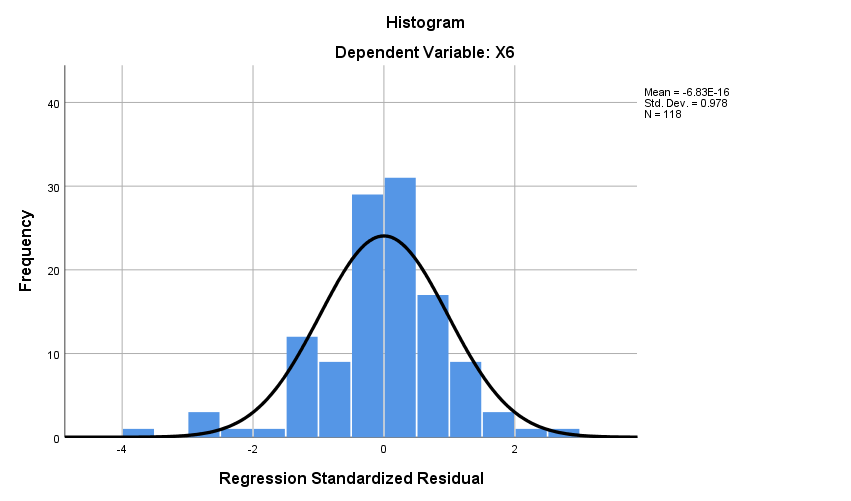 Histogram
Dependent Variable: X6
Mean = -6.83E-16
Std. Dev. = 0.978
N = 118
Frequency
40
30
20
10
0
-4 -2 0 2
Regression Standardized Residual